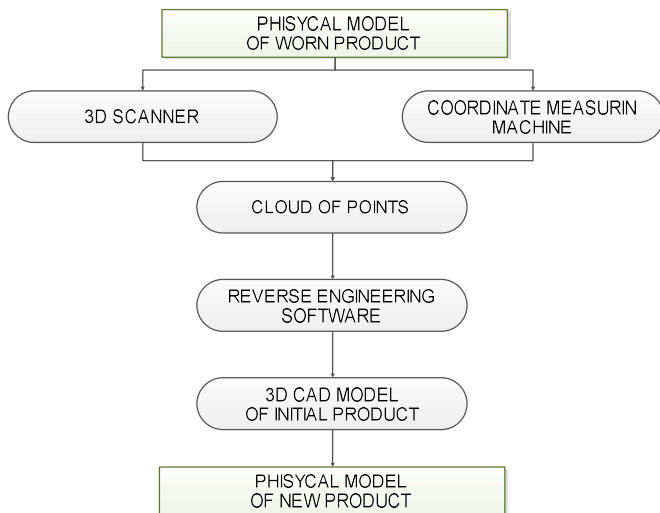 PHISYCAL MODEL
OF WORN PRODUCT
3D SCANNER
COORDINATE MEASURIN
MACHINE
CLOUD OF POINTS
REVERSE ENGINEERING
SOFTWARE
3D CAD MODEL
OF INITIAL PRODUCT
PHISYCAL MODEL
OF NEW PRODUCT